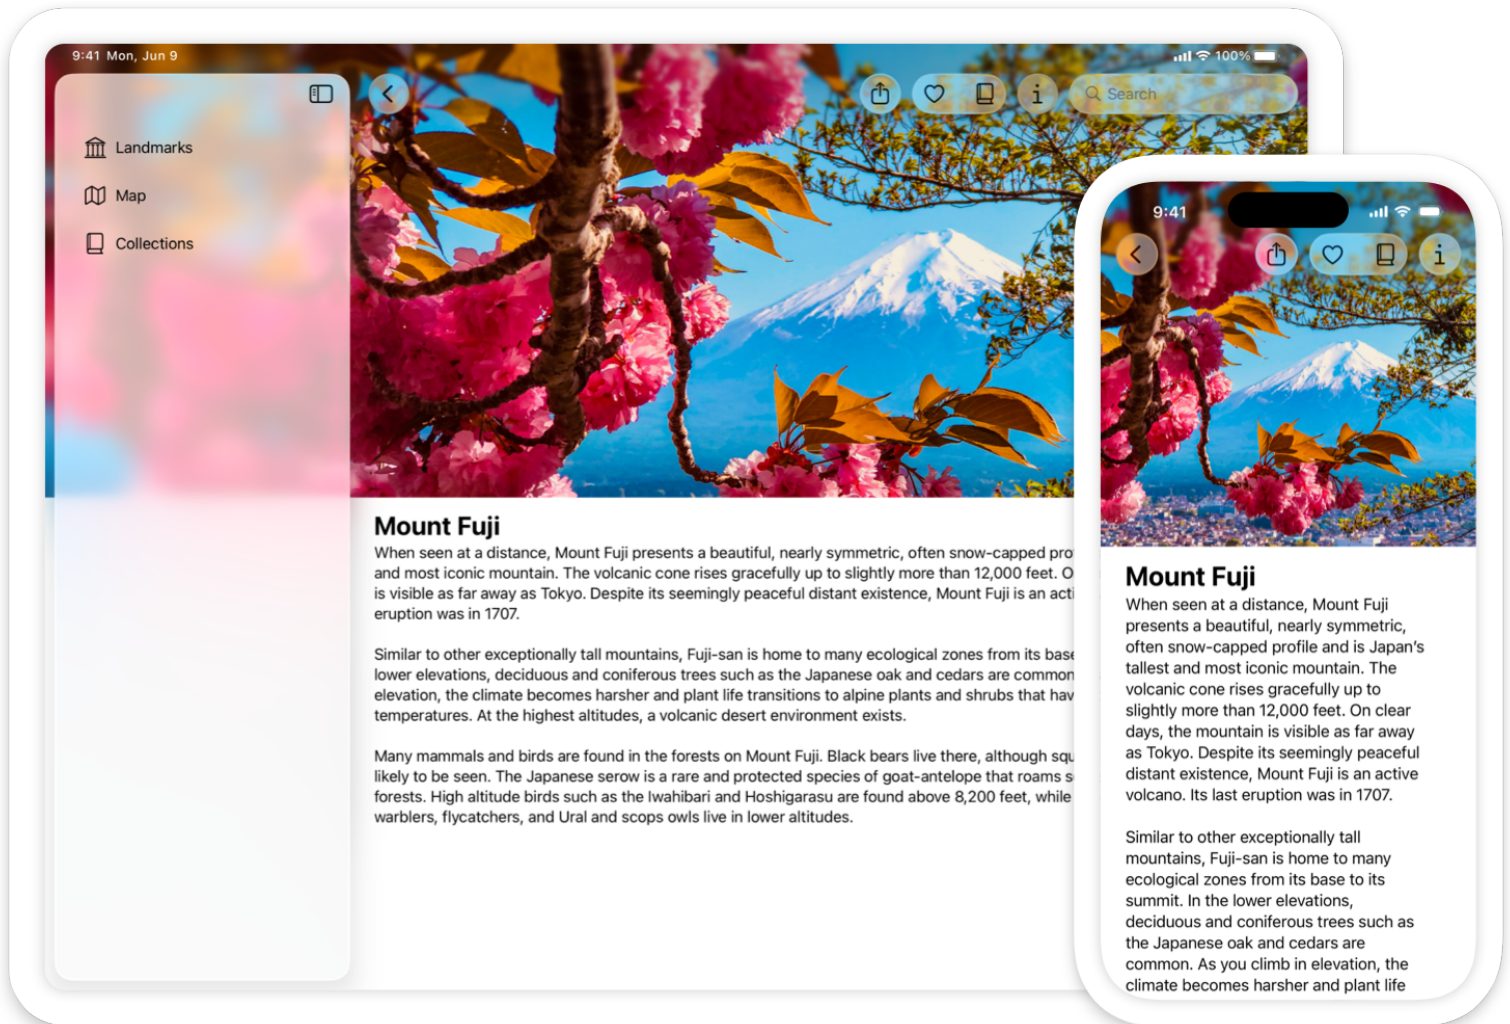 9:41 Mon, Jun 9
100%
Search
Landmarks
Map
Collections
Mount Fuji
When seen at a distance, Mount Fuji presents a beautiful, nearly symmetric, often snow-capped
and most iconic mountain. The volcanic cone rises gracefully up to slightly more than 12,000 feet.
is visible as far away as Tokyo. Despite its seemingly peaceful distant existence, Mount Fuji is an
eruption was in 1707.
Similar to other exceptionally tall mountains, Fuji-san is home to many ecological zones from its base
lower elevations, deciduous and coniferous trees such as the Japanese oak and cedars are common
elevation, the climate becomes harsher and plant life transitions to alpine plants and shrubs that
temperatures. At the highest altitudes, a volcanic desert environment exists.
Many mammals and birds are found in the forests on Mount Fuji. Black bears live there, although
likely to be seen. The Japanese serow is a rare and protected species of goat-antelope that roams
forests. High altitude birds such as the Iwahibari and Hoshigarasu are found above 8,200 feet, while
warblers, flycatchers, and Ural and scops owls live in lower altitudes.
9:41
Mount Fuji
When seen at a distance, Mount Fuji
presents a beautiful, nearly symmetric,
often snow-capped profile and is Japan’s
tallest and most iconic mountain. The
volcanic cone rises gracefully up to
slightly more than 12,000 feet. On clear
days, the mountain is visible as far away
as Tokyo. Despite its seemingly peaceful
distant existence, Mount Fuji is an active
volcano. Its last eruption was in 1707.
Similar to other exceptionally tall
mountains, Fuji-san is home to many
ecological zones from its base to its
summit. In the lower elevations,
deciduous and coniferous trees such as
the Japanese oak and cedars are
common. As you climb in elevation, the
climate becomes harsher and plant life